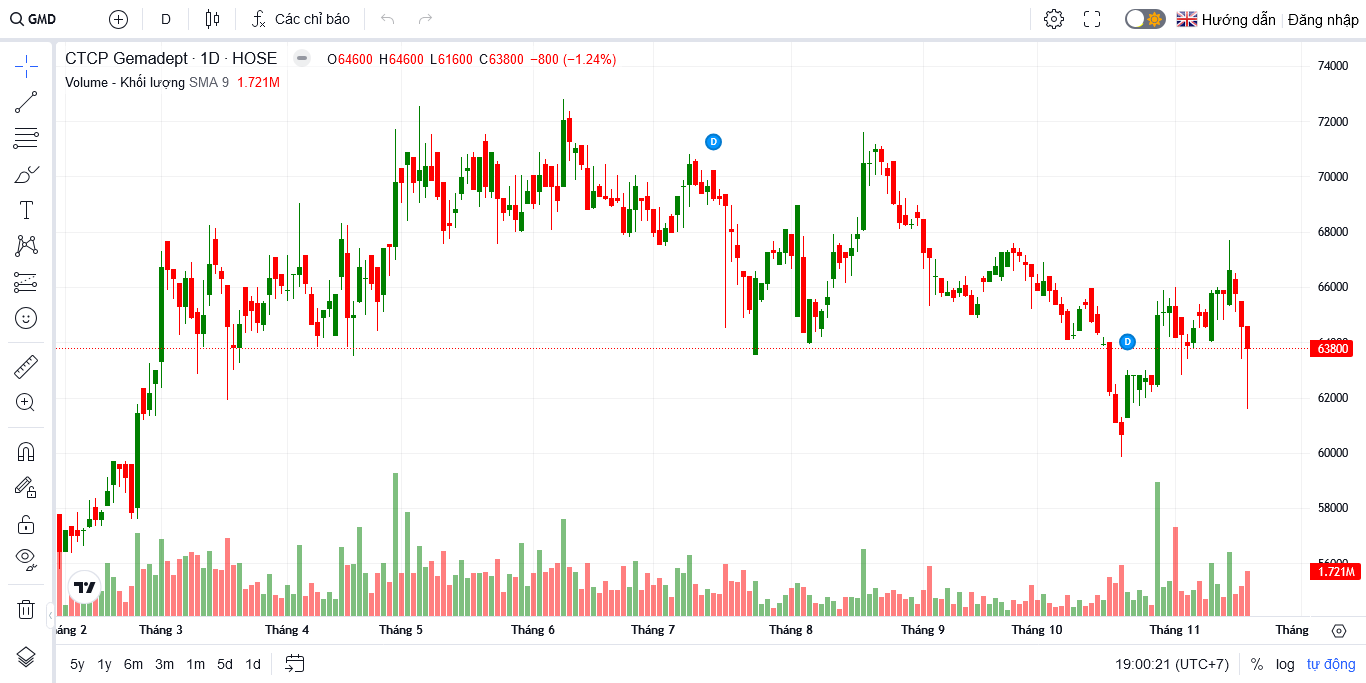 GMD D Các chỉ báo Hướng dẫn Đăng nhập
CTCP Gemadept · 1D · HOSE O64600 H64600 L61600 C63800 −800 (−1.24%)
Volume - Khối lượng SMA 9 1.721M
74000
72000
D
70000
68000
66000
D
63800
62000
60000
58000
56000
1.721M
áng 2 Tháng 3 Tháng 4 Tháng 5 Tháng 6 Tháng 7 Tháng 8 Tháng 9 Tháng 10 Tháng 11 Tháng
5y 1y 6m 3m 1m 5d 1d 19:00:21 (UTC+7) % log tự động